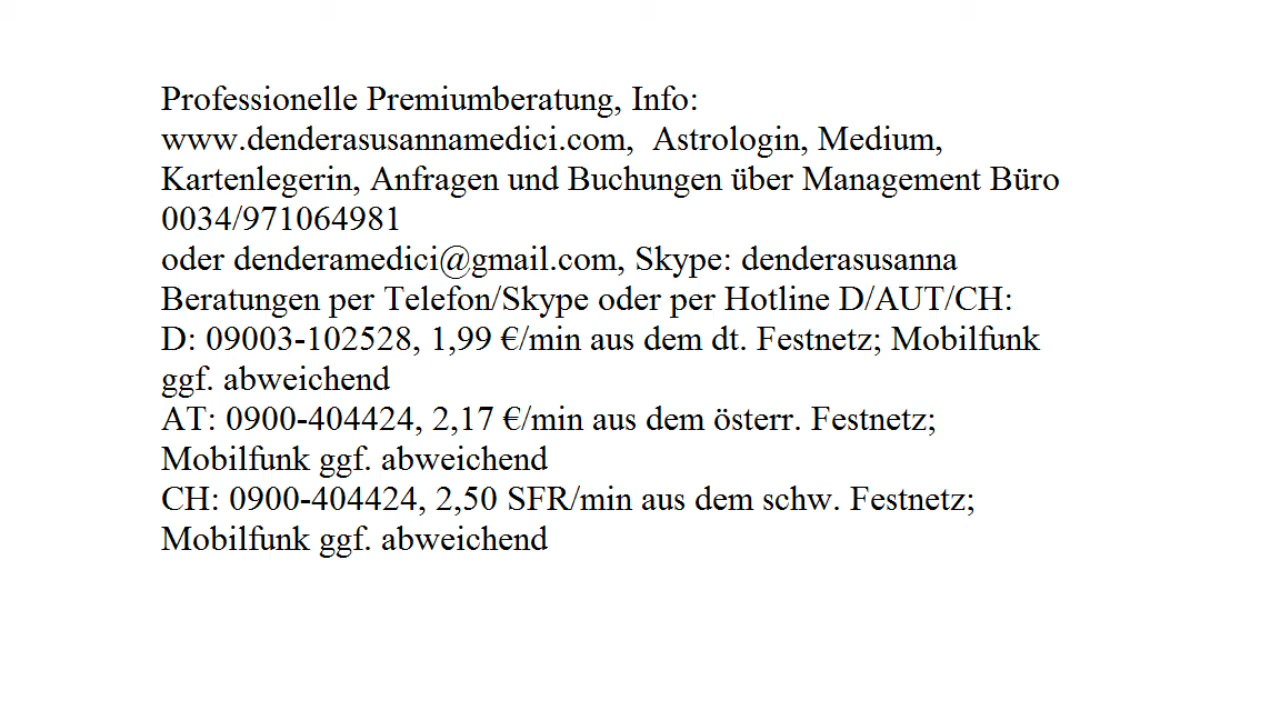 Professionelle Premiumberatung, Info:
www.denderasusannamedici.com,  Astrologin, Medium,
Kartenlegerin, Anfragen und Buchungen über Management Büro
0034/971064981
oder denderamedici@gmail.com, Skype: denderasusanna
Beratungen per Telefon/Skype oder per Hotline D/AUT/CH:
D: 09003-102528, 1,99 €/min aus dem dt. Festnetz; Mobilfunk
ggf. abweichend
AT: 0900-404424, 2,17 €/min aus dem österr. Festnetz;
Mobilfunk ggf. abweichend
CH: 0900-404424, 2,50 SFR/min aus dem schw. Festnetz;
Mobilfunk ggf. abweichend